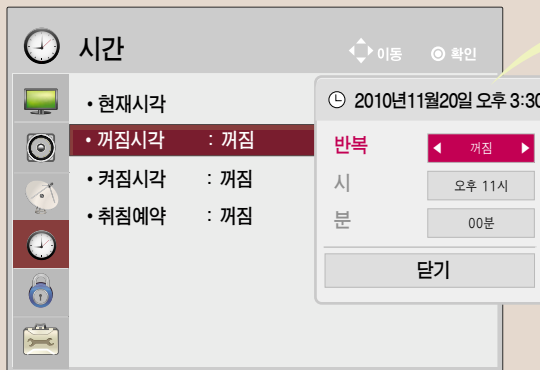 시간
이동 확인
• 현재시각
• 꺼짐시각 : 꺼짐
• 켜짐시각 : 꺼짐
• 취침예약 : 꺼짐
2010년11월20일 오후 3:30
반복 ◀ 꺼짐 ▶
시 오후 11시
분 00분
닫기